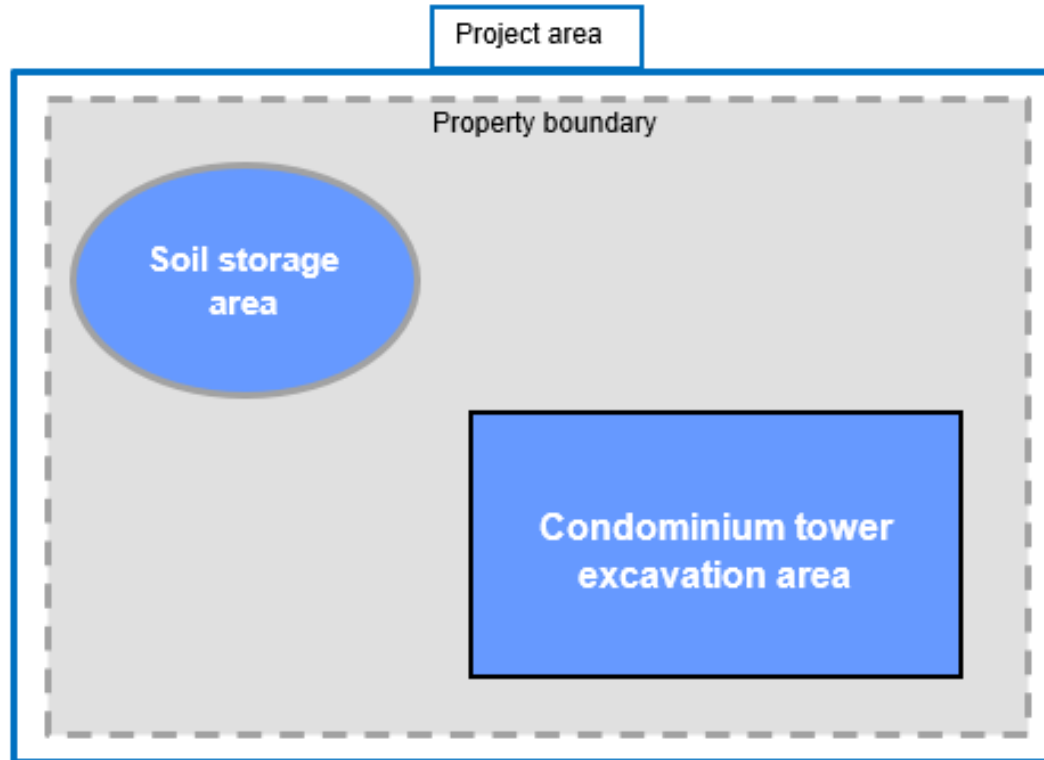 Project area
Property boundary
Soil storage
area
Condominium tower
excavation area